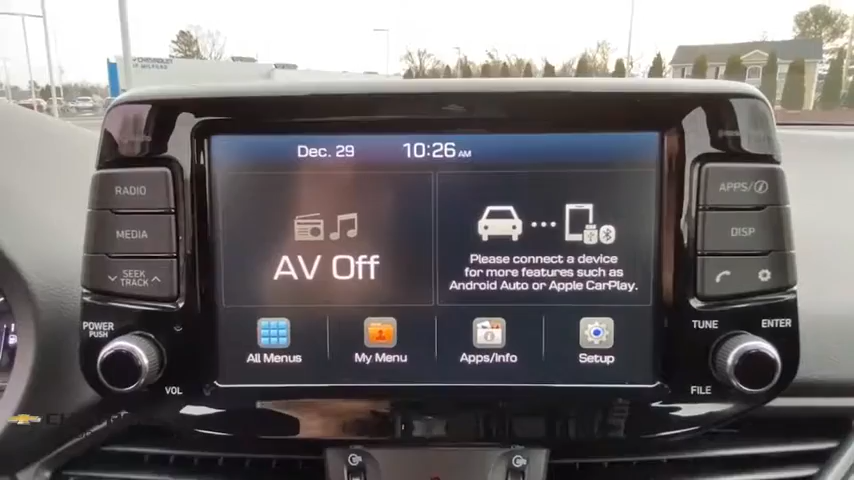 CHEVROLET
Dec. 29 10:26 AM
RADIO
MEDIA
SEEK
TRACK
AV Off
Please connect a device
for more features such as
Android Auto or Apple CarPlay.
APPS/i
DISP
POWER
PUSH
VOL
All Menus
My Menu
Apps/Info
Setup
TUNE
ENTER
FILE